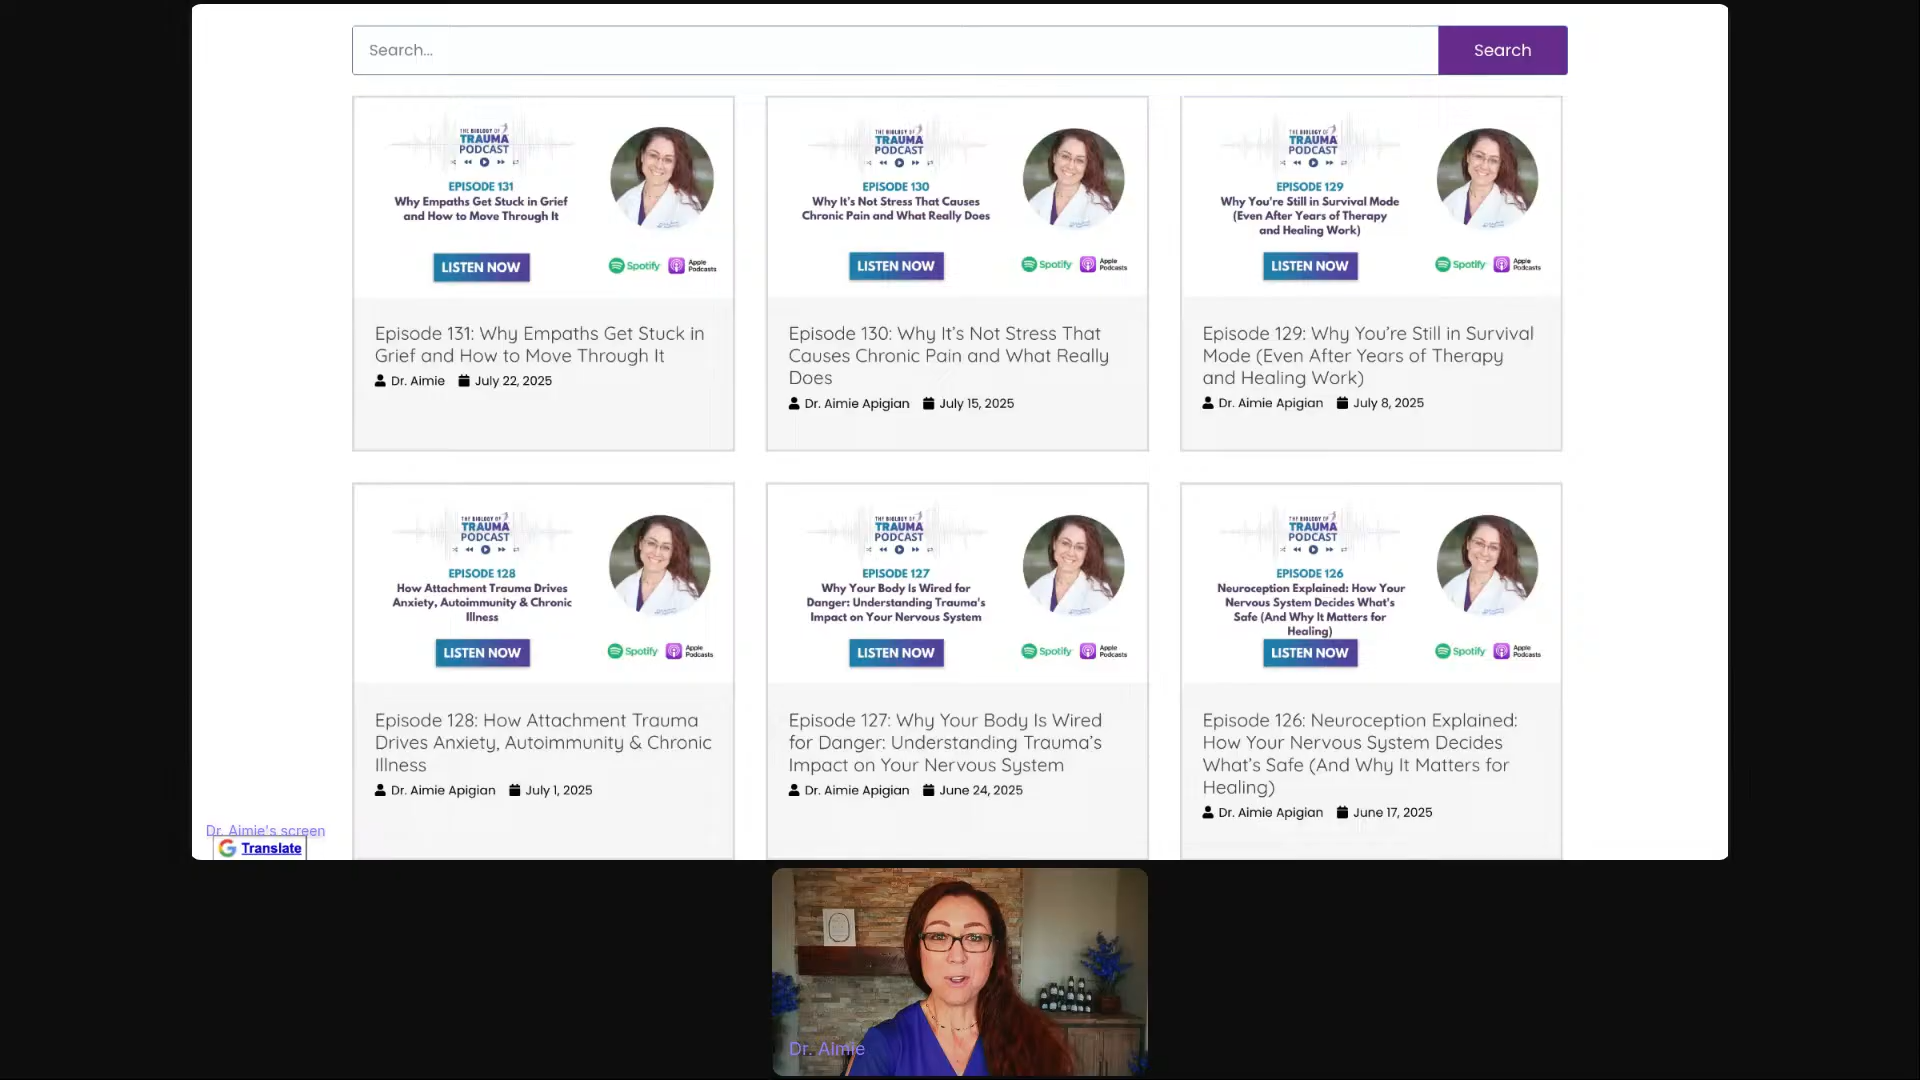 Search...
Search
THE BIOLOGY OF
TRAUMA
PODCAST
EPISODE 131
Why Empaths Get Stuck in Grief
and How to Move Through It
LISTEN NOW
Spotify
Apple
Podcasts
THE BIOLOGY OF
TRAUMA
PODCAST
EPISODE 130
Why It's Not Stress That Causes
Chronic Pain and What Really Does
LISTEN NOW
Spotify
Apple
Podcasts
THE BIOLOGY OF
TRAUMA
PODCAST
EPISODE 129
Why You're Still in Survival Mode
(Even After Years of Therapy
and Healing Work)
LISTEN NOW
Spotify
Apple
Podcasts
Episode 131: Why Empaths Get Stuck in
Grief and How to Move Through It
Dr. Aimie July 22, 2025
Episode 130: Why It’s Not Stress That
Causes Chronic Pain and What Really
Does
Dr. Aimie Apigian July 15, 2025
Episode 129: Why You’re Still in Survival
Mode (Even After Years of Therapy
and Healing Work)
Dr. Aimie Apigian July 8, 2025
THE BIOLOGY OF
TRAUMA
PODCAST
EPISODE 128
How Attachment Trauma Drives
Anxiety, Autoimmunity & Chronic
Illness
LISTEN NOW
Spotify
Apple
Podcasts
THE BIOLOGY OF
TRAUMA
PODCAST
EPISODE 127
Why Your Body Is Wired for
Danger: Understanding Trauma's
Impact on Your Nervous System
LISTEN NOW
Spotify
Apple
Podcasts
THE BIOLOGY OF
TRAUMA
PODCAST
EPISODE 126
Neuroception Explained: How Your
Nervous System Decides What's
Safe (And Why It Matters for
Healing)
LISTEN NOW
Spotify
Apple
Podcasts
Episode 128: How Attachment Trauma
Drives Anxiety, Autoimmunity & Chronic
Illness
Dr. Aimie Apigian July 1, 2025
Episode 127: Why Your Body Is Wired
for Danger: Understanding Trauma’s
Impact on Your Nervous System
Dr. Aimie Apigian June 24, 2025
Episode 126: Neuroception Explained:
How Your Nervous System Decides
What’s Safe (And Why It Matters for
Healing)
Dr. Aimie Apigian June 17, 2025
Dr. Aimie's screen
Translate
Dr. Aimie